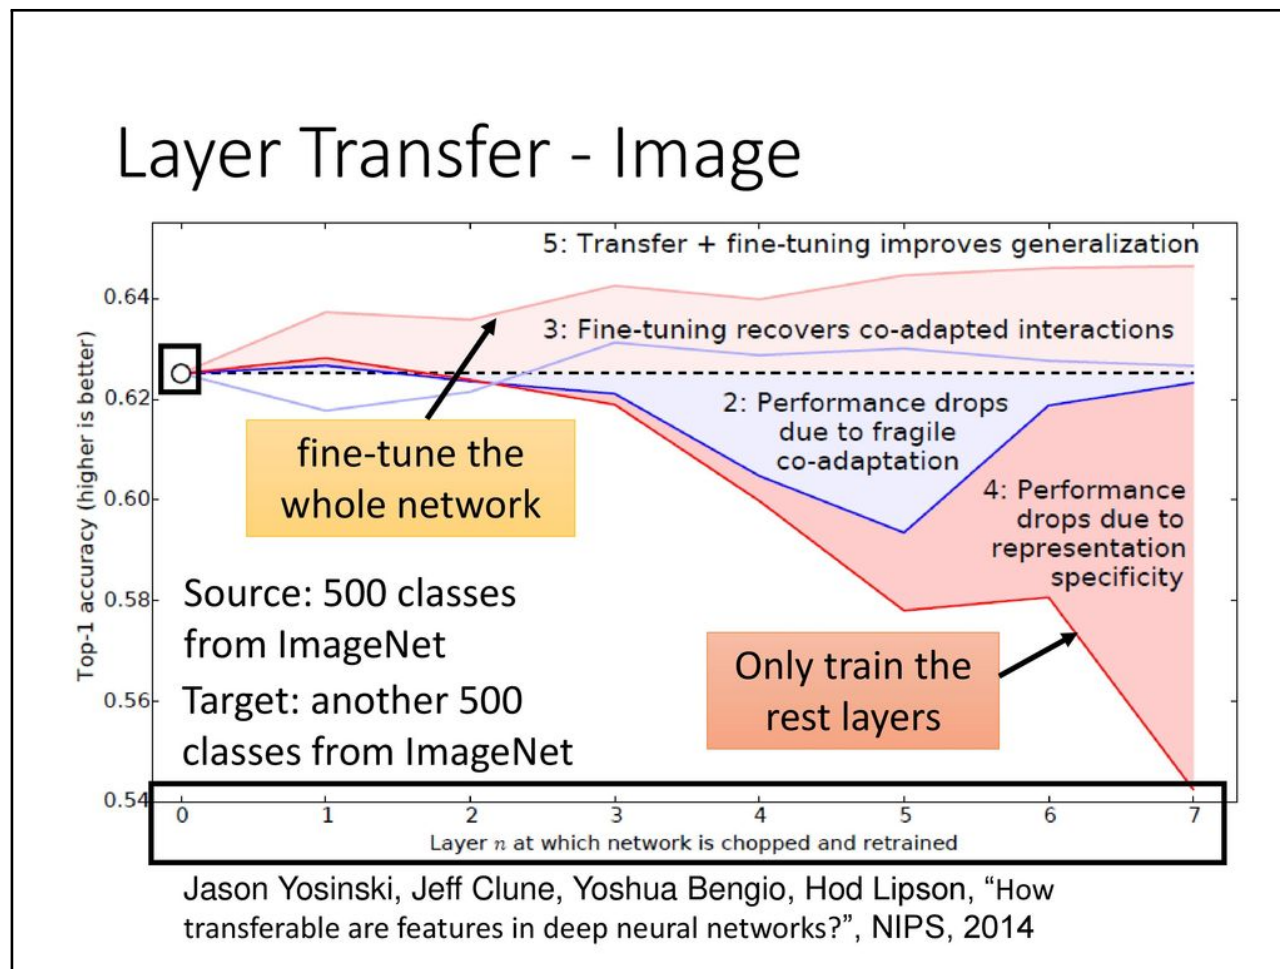 Layer Transfer - Image
5: Transfer + fine-tuning improves generalization
3: Fine-tuning recovers co-adapted interactions
2: Performance drops
due to fragile
co-adaptation
4: Performance
drops due to
representation
specificity
fine-tune the
whole network
Source: 500 classes
from ImageNet
Target: another 500
classes from ImageNet
Only train the
rest layers
Top-1 accuracy (higher is better)
0.64
0.62
0.60
0.58
0.56
0.54
0 1 2 3 4 5 6 7
Layer n at which network is chopped and retrained
Jason Yosinski, Jeff Clune, Yoshua Bengio, Hod Lipson, “How
transferable are features in deep neural networks?”, NIPS, 2014